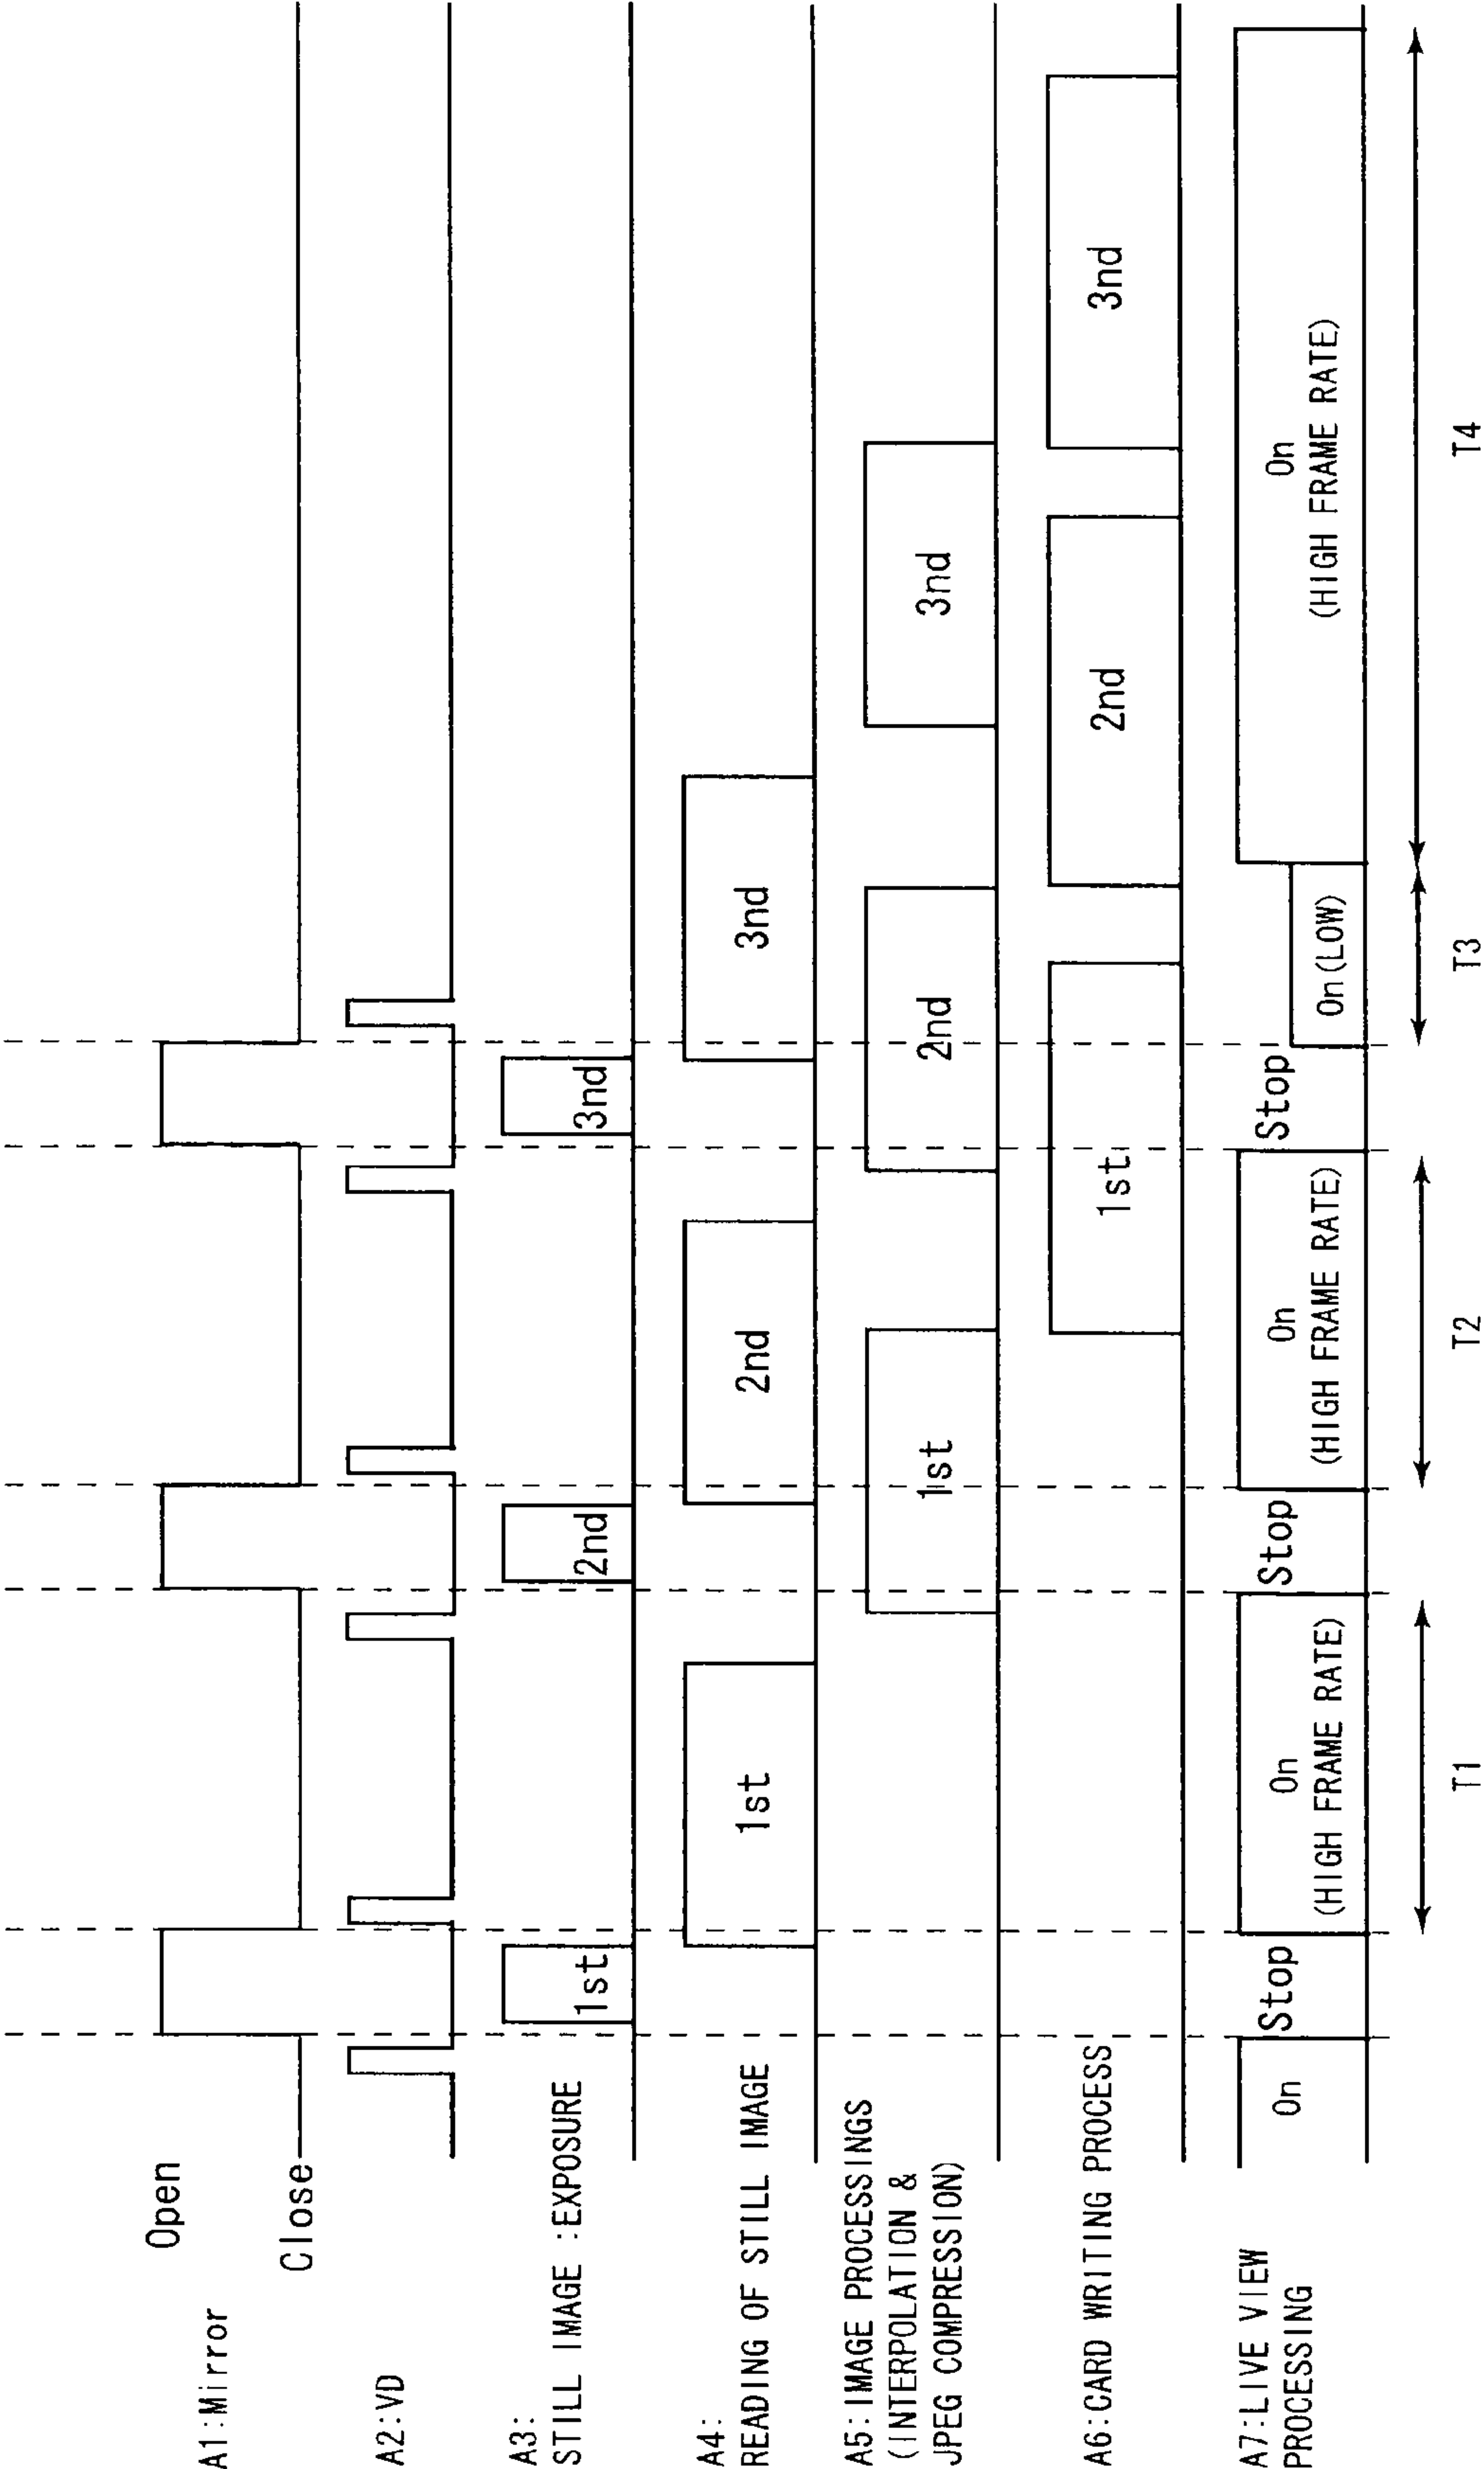 Open
A1:Mirror
Close
A2:VD
A3:
STILL IMAGE :EXPOSURE
1st
2nd
3nd
A4:
READING OF STILL IMAGE
1st
2nd
3nd
A5:IMAGE PROCESSINGS
(INTERPOLATION &
JPEG COMPRESSION)
1st
2nd
3nd
A6:CARD WRITING PROCESS
1st
2nd
3nd
A7:LIVE VIEW
PROCESSING
On
Stop
On
(HIGH FRAME RATE)
Stop
On
(HIGH FRAME RATE)
Stop
On(LOW)
On
(HIGH FRAME RATE)
T1
T2
T3
T4